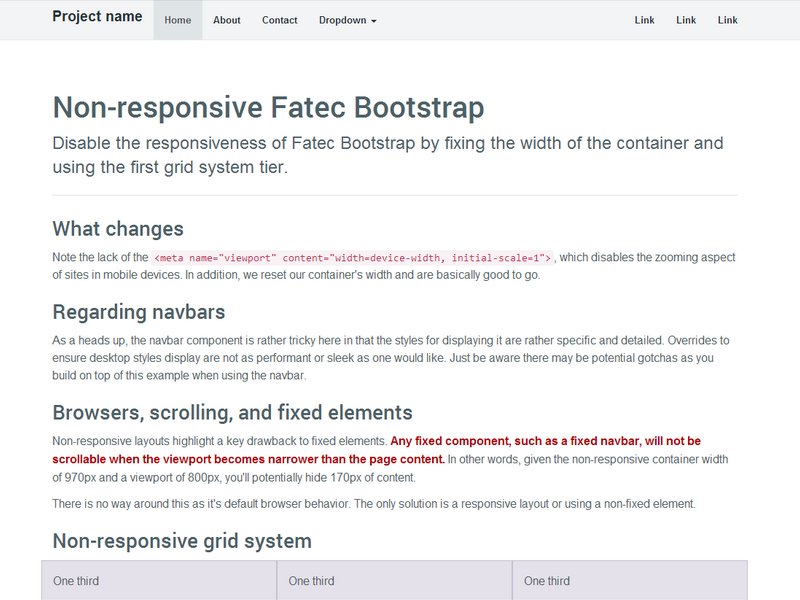 Project name Home About Contact Dropdown Link Link Link
Non-responsive Fatec Bootstrap
Disable the responsiveness of Fatec Bootstrap by fixing the width of the container and
using the first grid system tier.
What changes
Note the lack of the <meta name="viewport" content="width=device-width, initial-scale=1">, which disables the zooming aspect
of sites in mobile devices. In addition, we reset our container's width and are basically good to go.
Regarding navbars
As a heads up, the navbar component is rather tricky here in that the styles for displaying it are rather specific and detailed. Overrides to
ensure desktop styles display are not as performant or sleek as one would like. Just be aware there may be potential gotchas as you
build on top of this example when using the navbar.
Browsers, scrolling, and fixed elements
Non-responsive layouts highlight a key drawback to fixed elements. Any fixed component, such as a fixed navbar, will not be
scrollable when the viewport becomes narrower than the page content. In other words, given the non-responsive container width
of 970px and a viewport of 800px, you'll potentially hide 170px of content.
There is no way around this as it's default browser behavior. The only solution is a responsive layout or using a non-fixed element.
Non-responsive grid system
One third One third One third